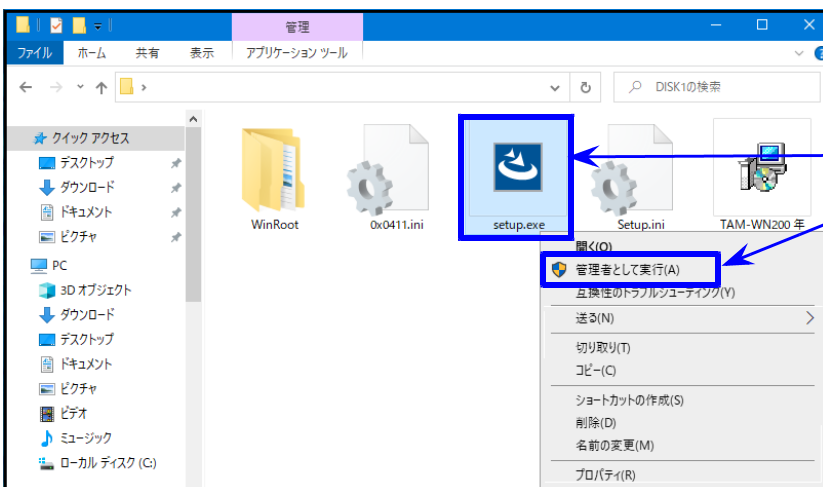 管理
ファイル ホーム 共有 表示 アプリケーション ツール
DISK1の検索
クイック アクセス
デスクトップ
ダウンロード
ドキュメント
ピクチャ
PC
3D オブジェクト
ダウンロード
デスクトップ
ドキュメント
ピクチャ
ビデオ
ミュージック
ローカル ディスク (C:)
WinRoot 0x0411.ini setup.exe Setup.ini TAM-WN200 年
開く(O)
管理者として実行(A)
互換性のトラブルシューティング(Y)
送る(N)
切り取り(T)
コピー(C)
ショートカットの作成(S)
削除(D)
名前の変更(M)
プロパティ(R)